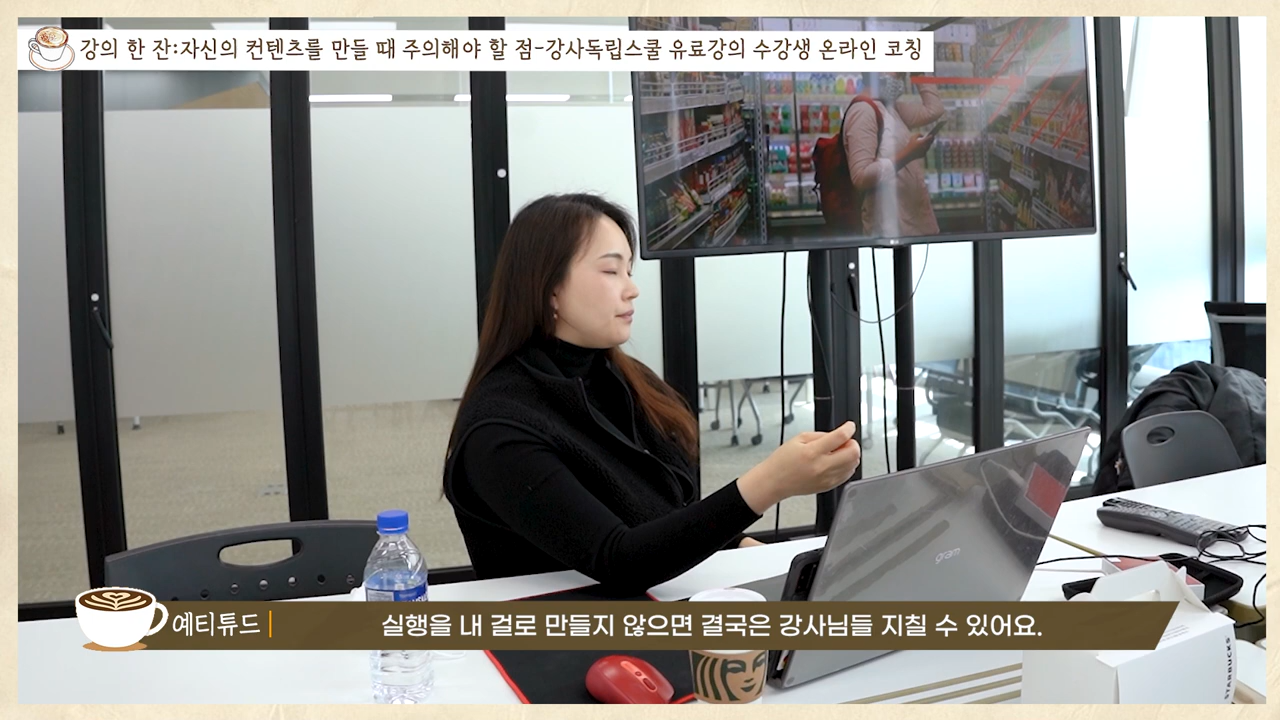 강의 한 잔:자신의 컨텐츠를 만들 때 주의해야 할 점-강사독립스쿨 유료강의 수강생 온라인 코칭
gram
예티튜드
실행을 내 걸로 만들지 않으면 결국은 강사님들 지칠 수 있어요.
STARBUCKS